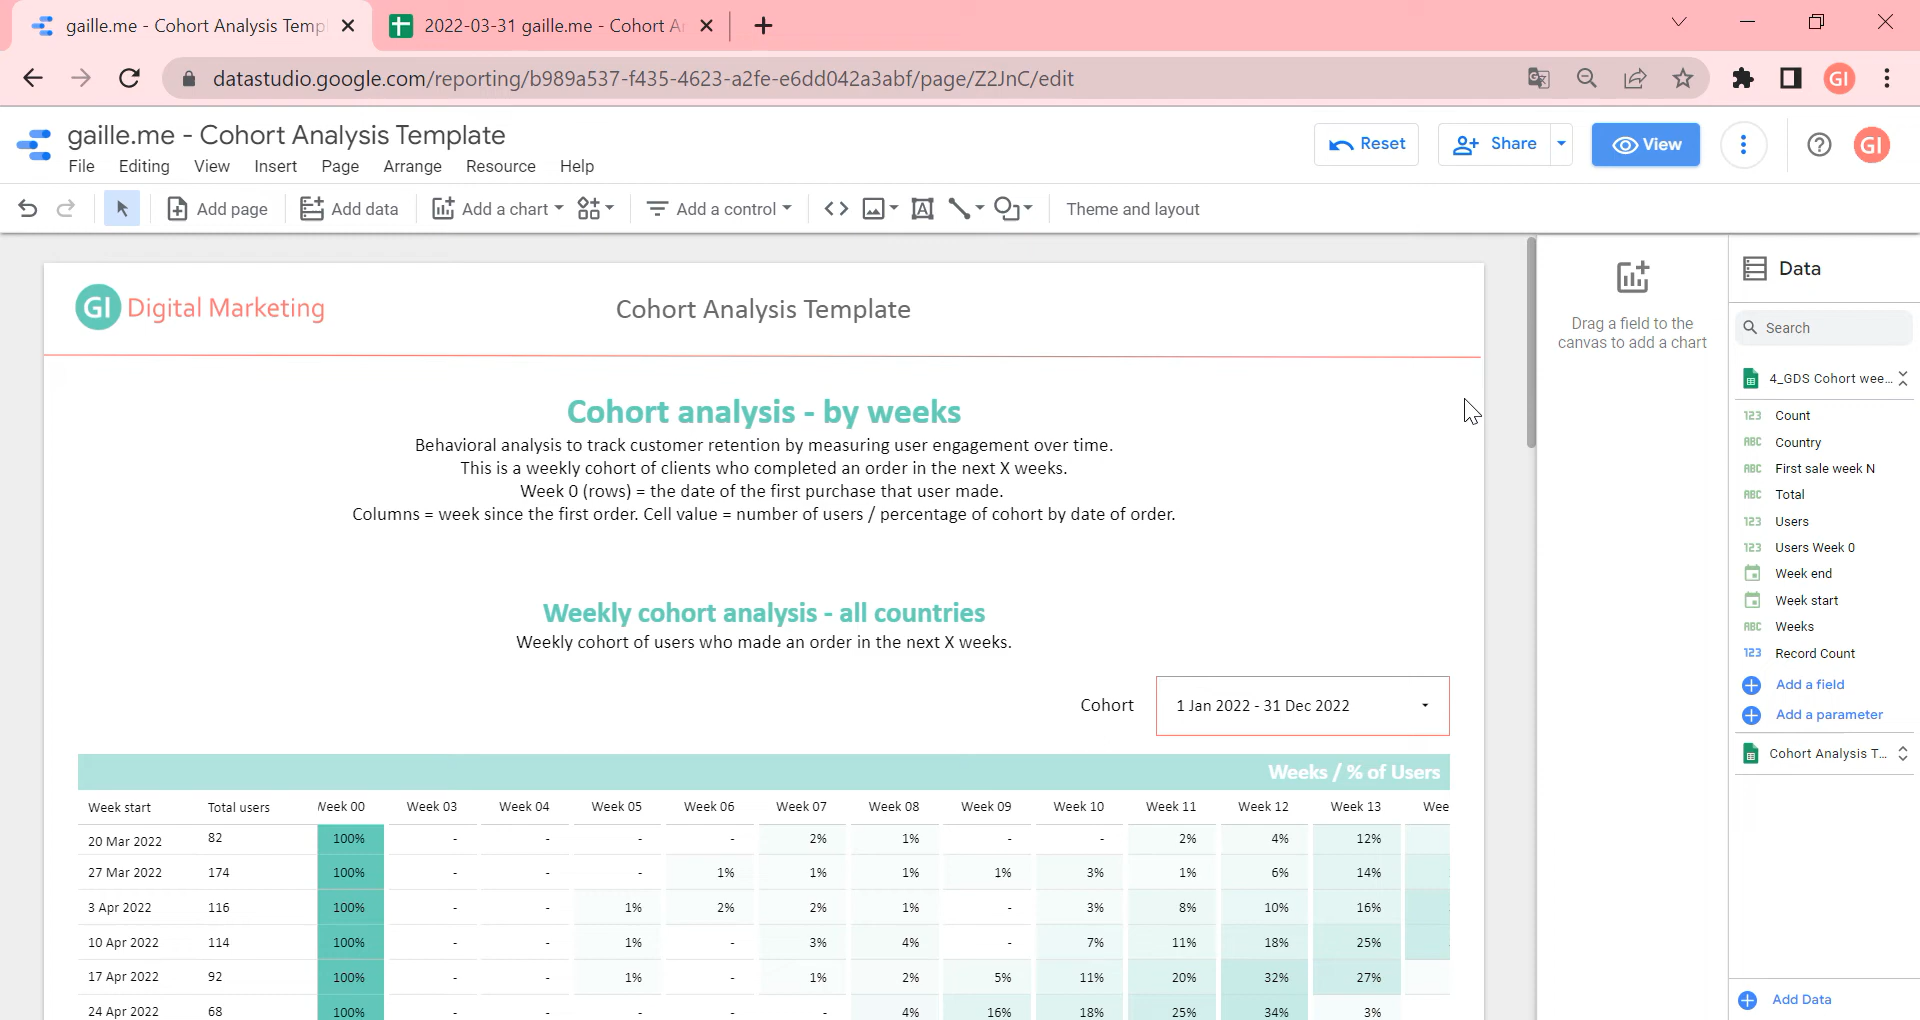 gaille.me - Cohort Analysis Temp
2022-03-31 gaille.me - Cohort A
datastudio.google.com/reporting/b989a537-f435-4623-a2fe-e6dd042a3abf/page/Z2JnC/edit
GI
gaille.me - Cohort Analysis Template
File Editing View Insert Page Arrange Resource Help
Reset
Share
View
GI
Add page
Add data
Add a chart
Add a control
Theme and layout
GI Digital Marketing
Cohort Analysis Template
Cohort analysis - by weeks
Behavioral analysis to track customer retention by measuring user engagement over time.
This is a weekly cohort of clients who completed an order in the next X weeks.
Week 0 (rows) = the date of the first purchase that user made.
Columns = week since the first order. Cell value = number of users / percentage of cohort by date of order.
Weekly cohort analysis - all countries
Weekly cohort of users who made an order in the next X weeks.
Cohort
1 Jan 2022 - 31 Dec 2022
Weeks / % of Users
Week start Total users Week 00 Week 03 Week 04 Week 05 Week 06 Week 07 Week 08 Week 09 Week 10 Week 11 Week 12 Week 13 Wee
20 Mar 2022 82 100% - - - - 2% 1% - - 2% 4% 12%
27 Mar 2022 174 100% - - - 1% 1% 1% 1% 3% 1% 6% 14%
3 Apr 2022 116 100% - - 1% 2% 2% 1% - 3% 8% 10% 16%
10 Apr 2022 114 100% - - 1% - 3% 4% - 7% 11% 18% 25%
17 Apr 2022 92 100% - - 1% - 1% 2% 5% 11% 20% 32% 27%
24 Apr 2022 68 100% - - - - - 4% 16% 18% 25% 34% 3%
Drag a field to the
canvas to add a chart
Data
Search
4_GDS Cohort wee...
123 Count
ABC Country
ABC First sale week N
ABC Total
123 Users
123 Users Week 0
Week end
Week start
ABC Weeks
123 Record Count
Add a field
Add a parameter
Cohort Analysis T...
Add Data